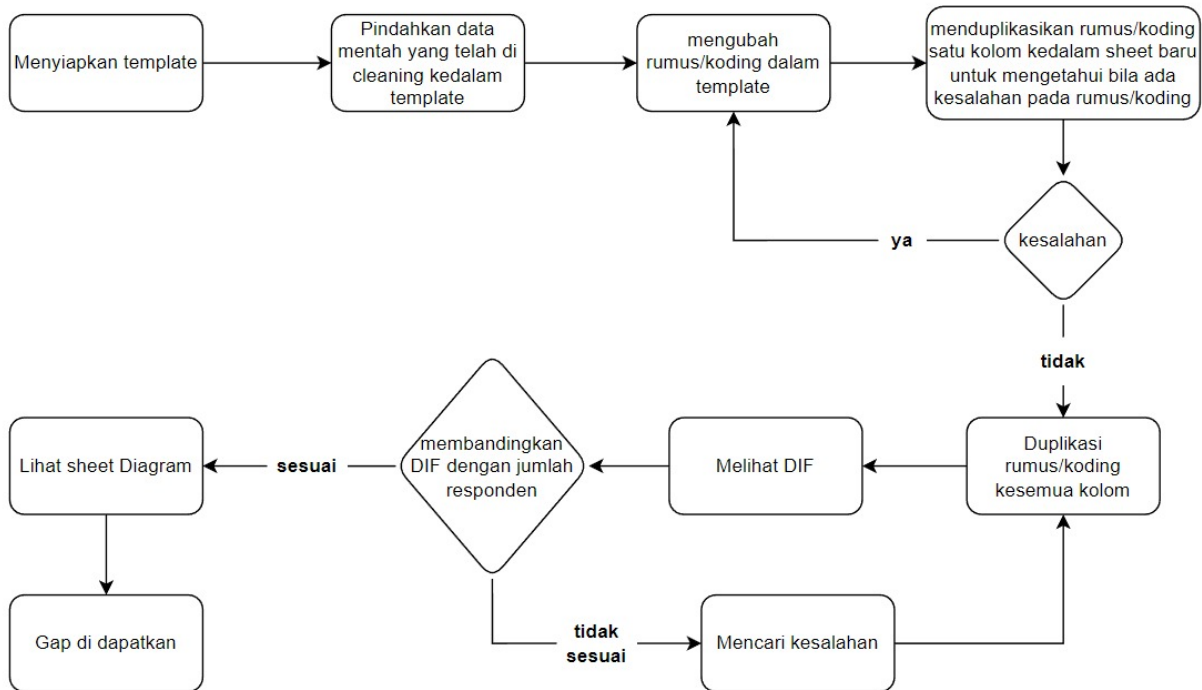 Menyiapkan template
Pindahkan data
mentah yang telah di
cleaning kedalam
template
mengubah
rumus/koding dalam
template
menduplikasikan rumus/koding
satu kolom kedalam sheet baru
untuk mengetahui bila ada
kesalahan pada rumus/koding
kesalahan
ya
tidak
Duplikasi
rumus/koding
kesemua kolom
Melihat DIF
membandingkan
DIF dengan jumlah
responden
sesuai
Lihat sheet Diagram
Gap di dapatkan
tidak
sesuai
Mencari kesalahan